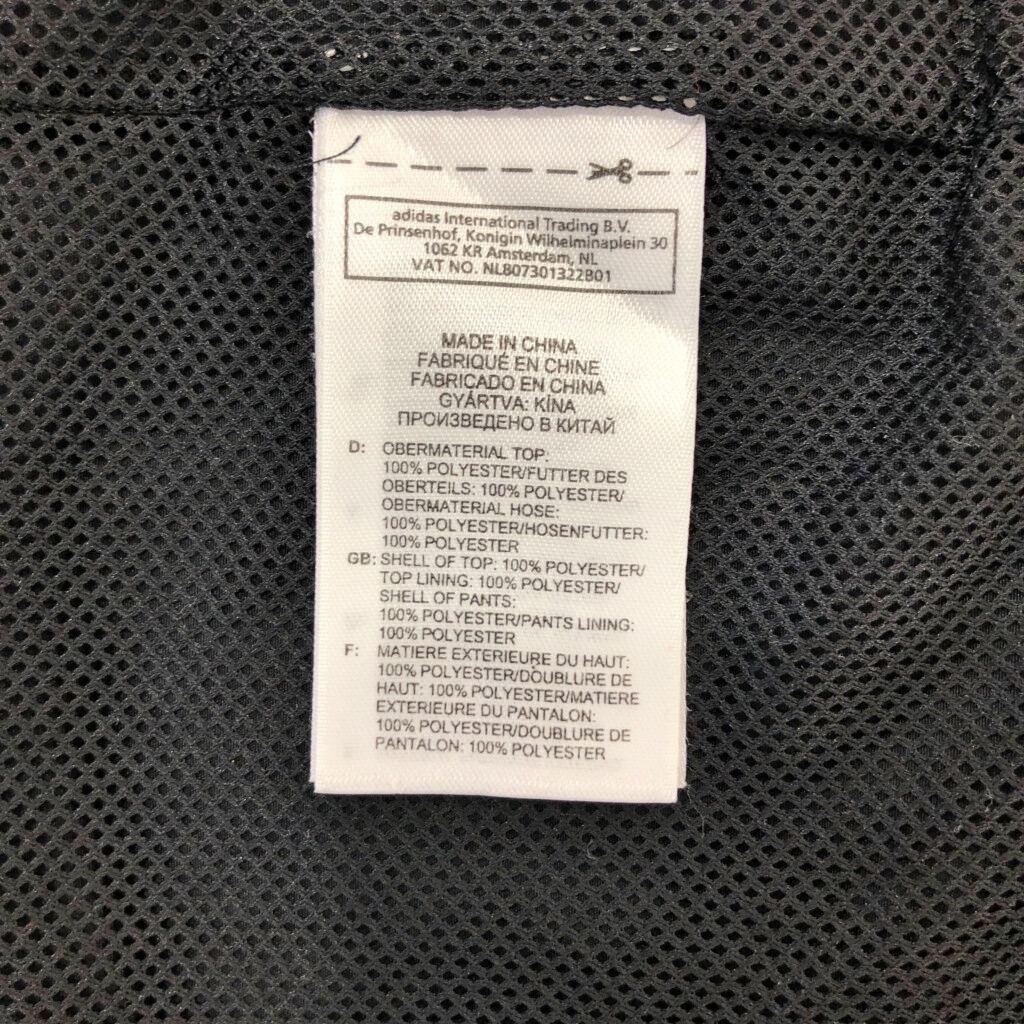 adidas International Trading B.V.
De Prinsenhof, Konigin Wilhelminaplein 30
1062 KR Amsterdam, NL
VAT NO. NL807301322B01
MADE IN CHINA
FABRIQUÉ EN CHINE
FABRICADO EN CHINA
GYÁRTVA: KÍNA
ПРОИЗВЕДЕНО В КИТАЙ
D: OBERMATERIAL TOP:
100% POLYESTER/FUTTER DES
OBERTEILS: 100% POLYESTER/
OBERMATERIAL HOSE:
100% POLYESTER/HOSENFUTTER:
100% POLYESTER
GB: SHELL OF TOP: 100% POLYESTER/
TOP LINING: 100% POLYESTER/
SHELL OF PANTS:
100% POLYESTER/PANTS LINING:
100% POLYESTER
F: MATIERE EXTERIEURE DU HAUT:
100% POLYESTER/DOUBLURE DE
HAUT: 100% POLYESTER/MATIERE
EXTERIEURE DU PANTALON:
100% POLYESTER/DOUBLURE DE
PANTALON: 100% POLYESTER